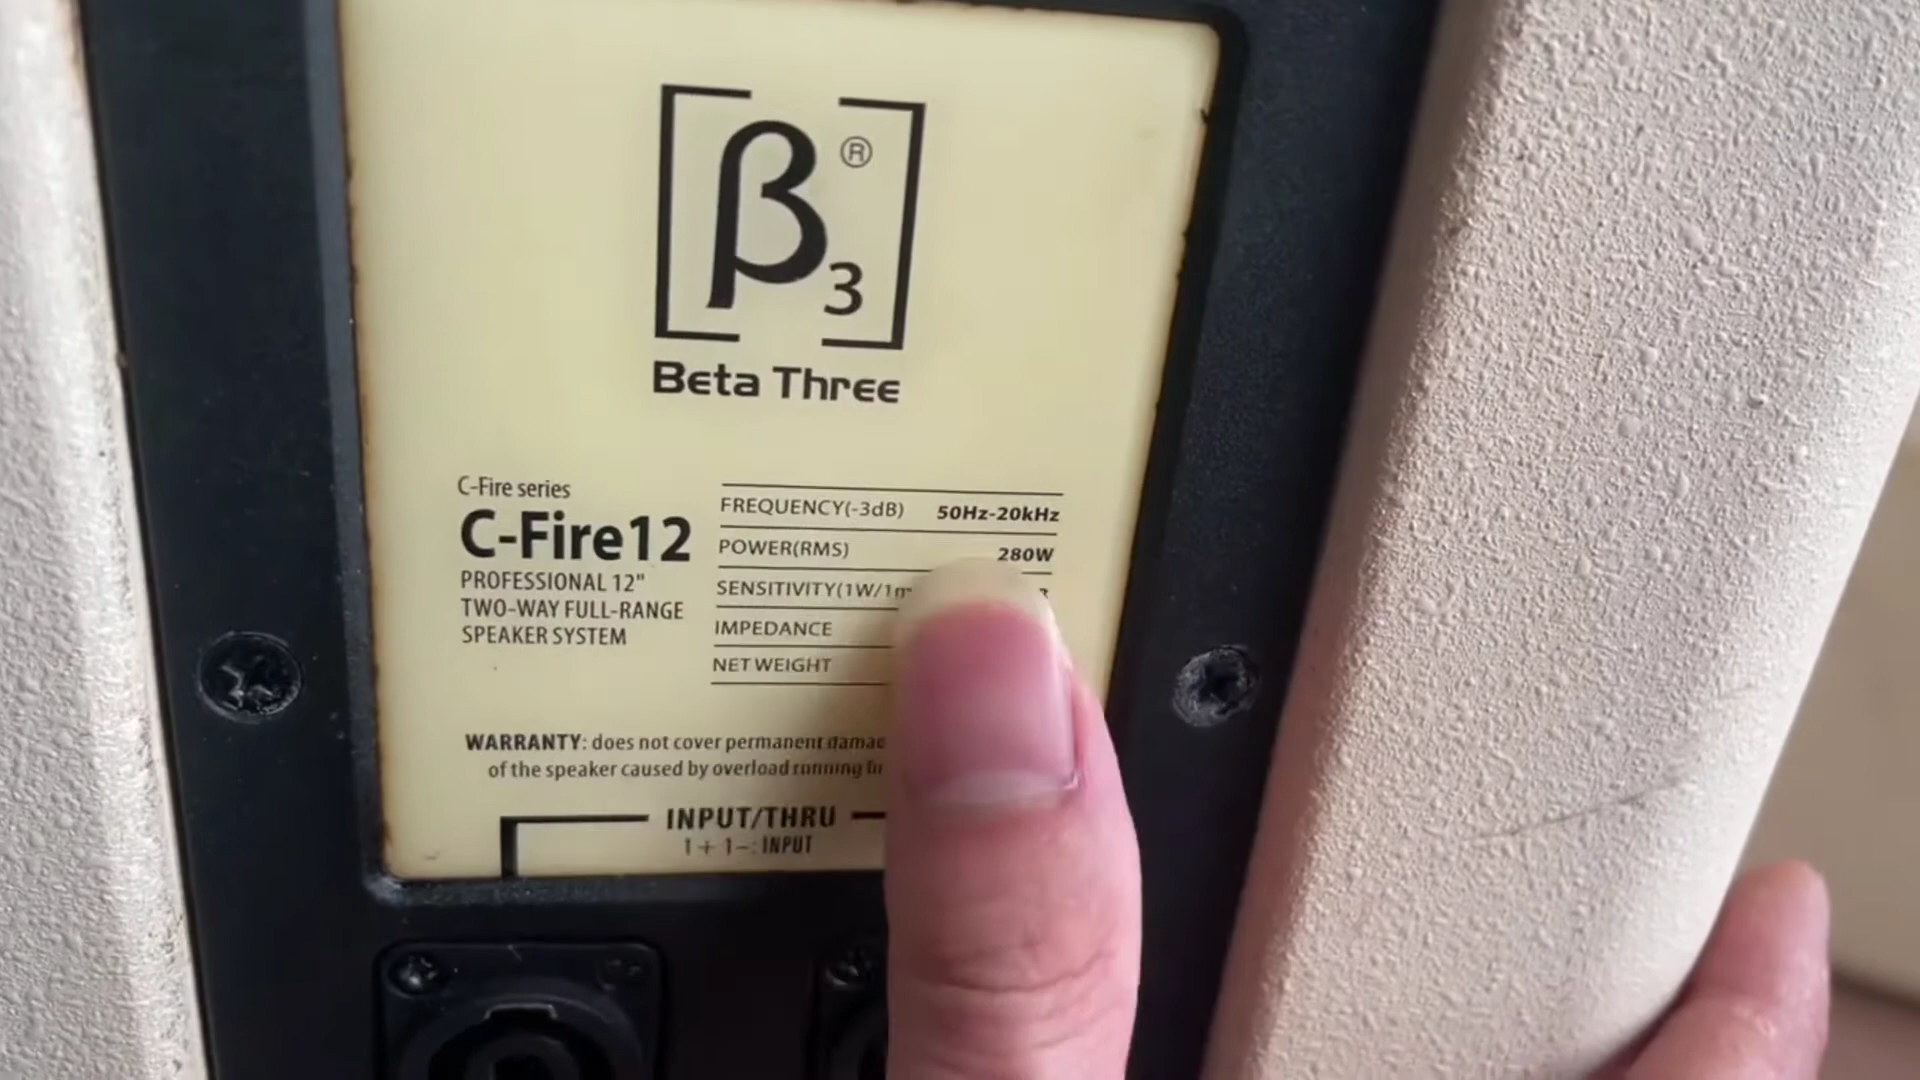 β3®
Beta Three
C-Fire series
C-Fire12
PROFESSIONAL 12"
TWO-WAY FULL-RANGE
SPEAKER SYSTEM
FREQUENCY(-3dB) 50Hz-20kHz
POWER(RMS) 280W
SENSITIVITY(1W/1m
IMPEDANCE
NET WEIGHT
WARRANTY: does not cover permanent
of the speaker caused by overload running
INPUT/THRU
1+ 1-: INPUT